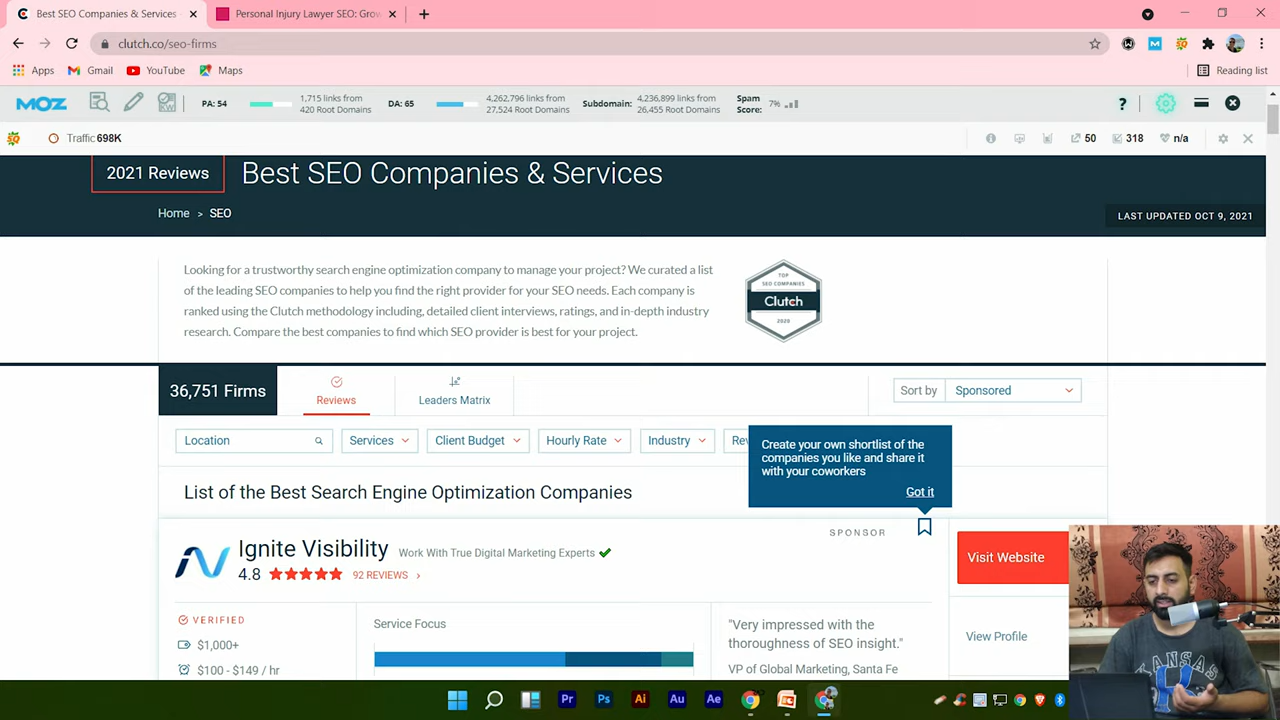 Best SEO Companies & Services
Personal Injury Lawyer SEO: Grow
clutch.co/seo-firms
Apps
Gmail
YouTube
Maps
Reading list
MOZ
PA: 54
1,715 links from
420 Root Domains
DA: 65
4,262,796 links from
27,524 Root Domains
Subdomain:
4,236,899 links from
26,455 Root Domains
Spam
Score:
7%
?
SQ
Traffic 698K
50
318
n/a
2021 Reviews
Best SEO Companies & Services
Home > SEO
LAST UPDATED OCT 9, 2021
Looking for a trustworthy search engine optimization company to manage your project? We curated a list
of the leading SEO companies to help you find the right provider for your SEO needs. Each company is
ranked using the Clutch methodology including, detailed client interviews, ratings, and in-depth industry
research. Compare the best companies to find which SEO provider is best for your project.
TOP
SEO COMPANIES
Clutch
2020
36,751 Firms
Reviews
Leaders Matrix
Sort by
Sponsored
Location
Services
Client Budget
Hourly Rate
Industry
Rev
Create your own shortlist of the
companies you like and share it
with your coworkers
Got it
List of the Best Search Engine Optimization Companies
SPONSOR
Ignite Visibility
Work With True Digital Marketing Experts
4.8
92 REVIEWS
Visit Website
VERIFIED
$1,000+
$100 - $149 / hr
Service Focus
"Very impressed with the
thoroughness of SEO insight."
VP of Global Marketing, Santa Fe
View Profile
KANSAS
Pr
Ps
Ai
Au
Ae